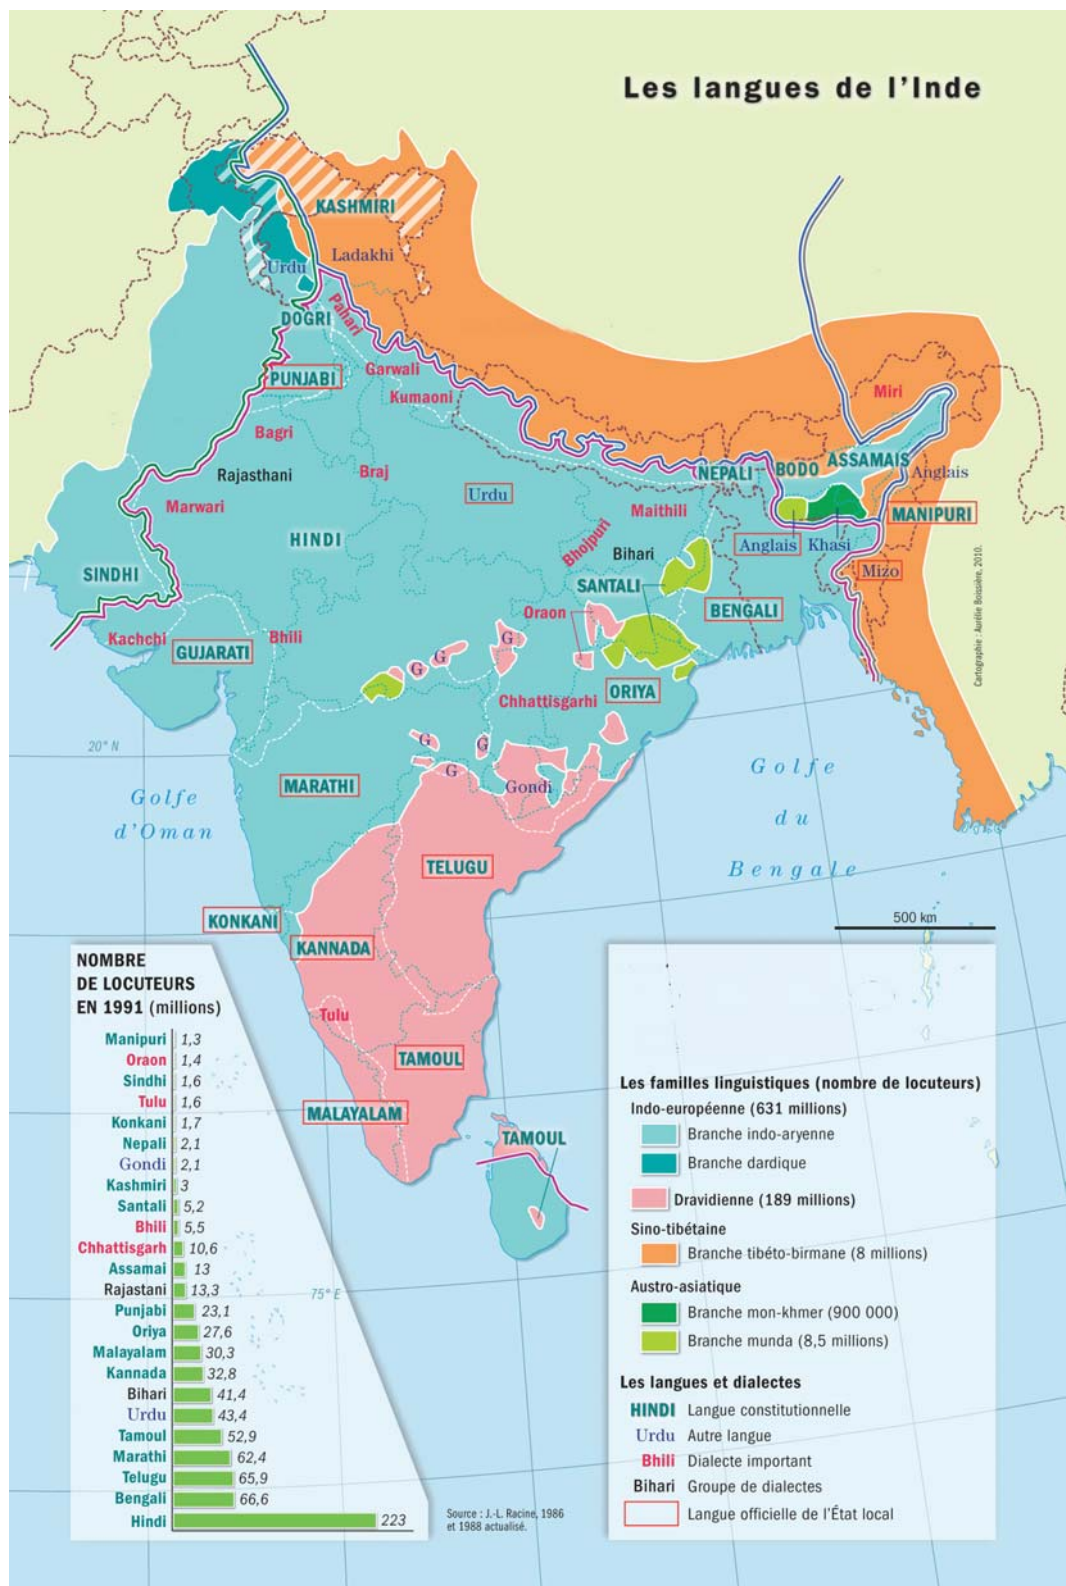 Les langues de l'Inde
KASHMIRI
Ladakhi
Urdu
DOGRI
Pahari
PUNJABI
Garwali
Kumaoni
Miri
Bagri
Rajasthani
Braj
Urdu
NEPALI
BODO
ASSAMAIS
Anglais
Marwari
Maithili
MANIPURI
HINDI
Bhojpuri
Bihari
Anglais
Khasi
Mizo
SINDHI
SANTALI
BENGALI
Oraon
Kachchi
GUJARATI
Bhili
G
G
G
Chhattisgarhi
ORIYA
20° N
G
G
G
Gondi
MARATHI
Golfe
d'Oman
Golfe
du
Bengale
TELUGU
KONKANI
KANNADA
500 km
Tulu
TAMOUL
MALAYALAM
TAMOUL
75° E
Cartographie : Aurélie Boissière, 2010.
NOMBRE
DE LOCUTEURS
EN 1991 (millions)
Manipuri 1,3
Oraon 1,4
Sindhi 1,6
Tulu 1,6
Konkani 1,7
Nepali 2,1
Gondi 2,1
Kashmiri 3
Santali 5,2
Bhili 5,5
Chhattisgarh 10,6
Assamai 13
Rajastani 13,3
Punjabi 23,1
Oriya 27,6
Malayalam 30,3
Kannada 32,8
Bihari 41,4
Urdu 43,4
Tamoul 52,9
Marathi 62,4
Telugu 65,9
Bengali 66,6
Hindi 223
Source : J.-L. Racine, 1986
et 1988 actualisé.
Les familles linguistiques (nombre de locuteurs)
Indo-européenne (631 millions)
Branche indo-aryenne
Branche dardique
Dravidienne (189 millions)
Sino-tibétaine
Branche tibéto-birmane (8 millions)
Austro-asiatique
Branche mon-khmer (900 000)
Branche munda (8,5 millions)
Les langues et dialectes
HINDI Langue constitutionnelle
Urdu Autre langue
Bhili Dialecte important
Bihari Groupe de dialectes
Langue officielle de l'État local